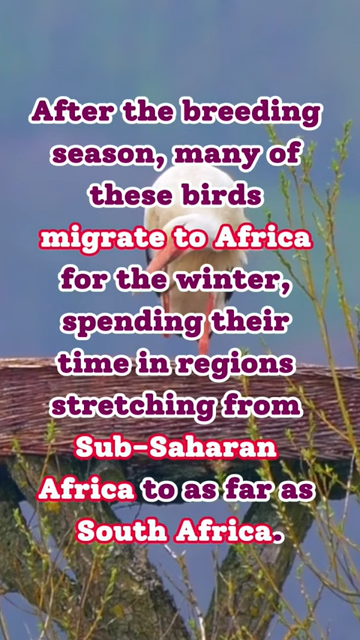 After the breeding
season, many of
these birds
migrate to Africa
for the winter,
spending their
time in regions
stretching from
Sub-Saharan
Africa to as far as
South Africa.